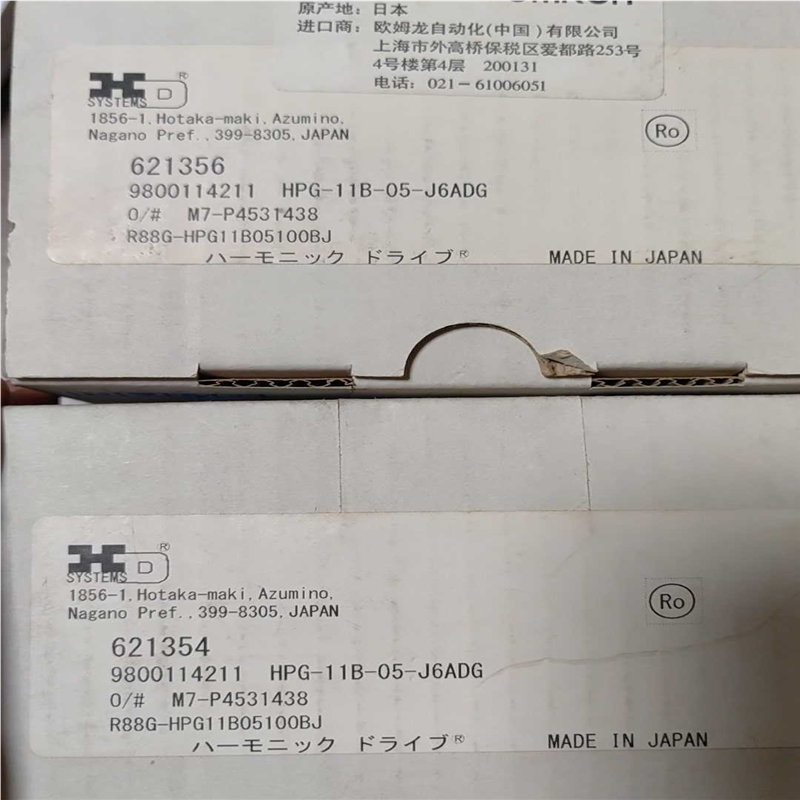 原产地：日本
进口商：欧姆龙自动化(中国)有限公司
上海市外高桥保税区爱都路253号
4号楼第4层 200131
电话：021-61006051
HD®
SYSTEMS
1856-1,Hotaka-maki,Azumino,
Nagano Pref.,399-8305,JAPAN
Ro
621356
9800114211 HPG-11B-05-J6ADG
O/# M7-P4531438
R88G-HPG11B05100BJ
ハーモニック ドライブ® MADE IN JAPAN
HD®
SYSTEMS
1856-1,Hotaka-maki,Azumino,
Nagano Pref.,399-8305,JAPAN
Ro
621354
9800114211 HPG-11B-05-J6ADG
O/# M7-P4531438
R88G-HPG11B05100BJ
ハーモニック ドライブ® MADE IN JAPAN